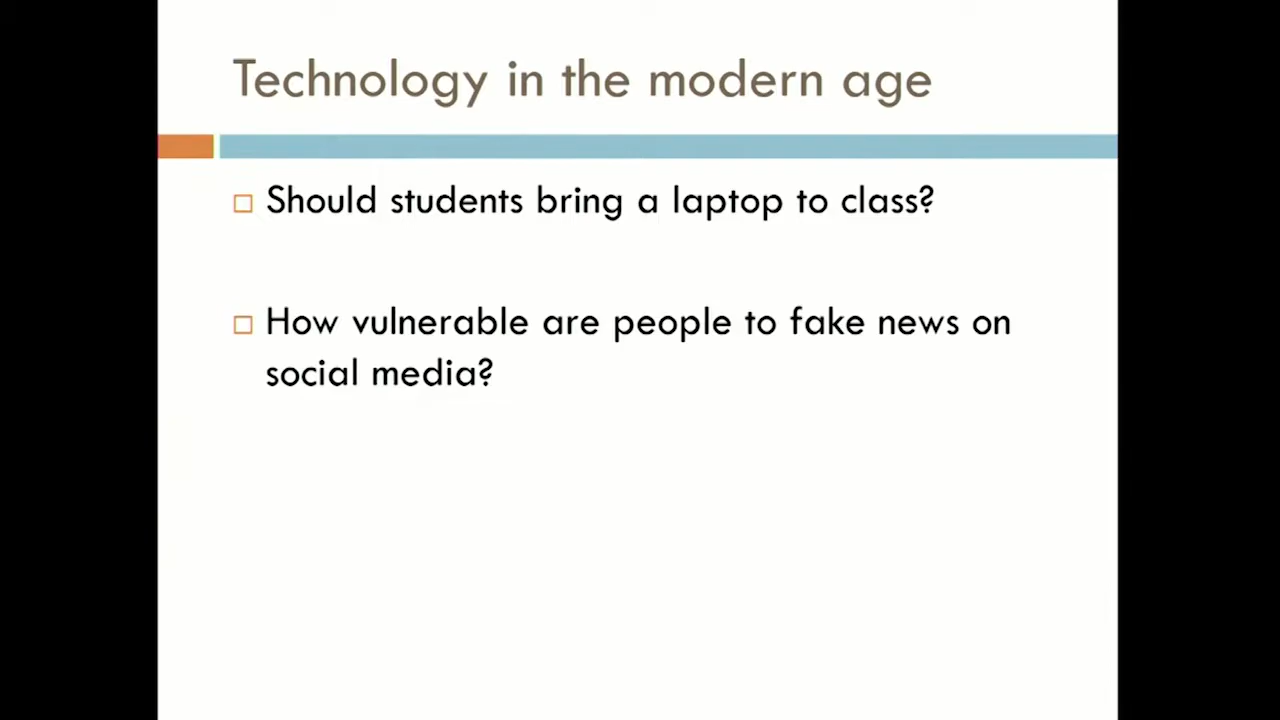 Technology in the modern age
Should students bring a laptop to class?
How vulnerable are people to fake news on
social media?